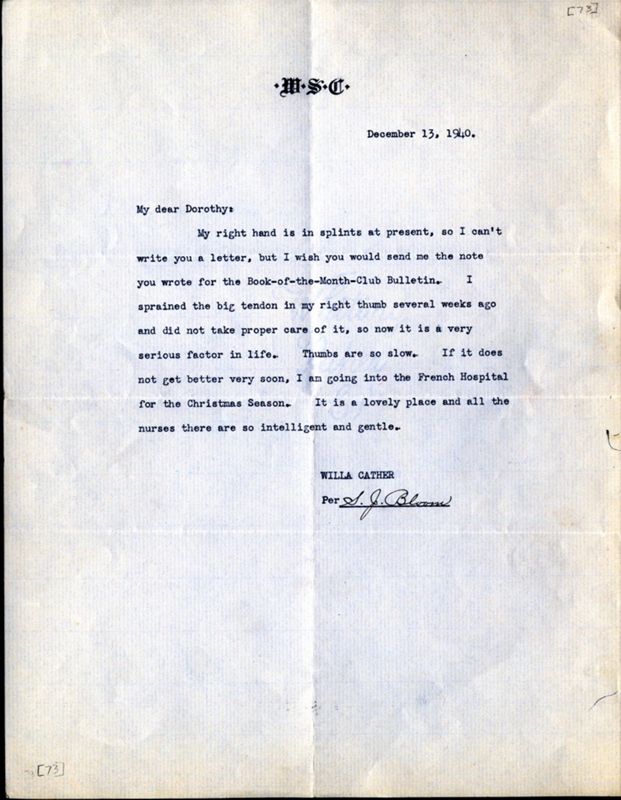 [73]
·W·S·C·
December 13, 1940.
My dear Dorothy:
My right hand is in splints at present, so I can't
write you a letter, but I wish you would send me the note
you wrote for the Book-of-the-Month-Club Bulletin. I
sprained the big tendon in my right thumb several weeks ago
and did not take proper care of it, so now it is a very
serious factor in life. Thumbs are so slow. If it does
not get better very soon, I am going into the French Hospital
for the Christmas Season. It is a lovely place and all the
nurses there are so intelligent and gentle.
WILLA CATHER
Per S. J. Bloom
[73]